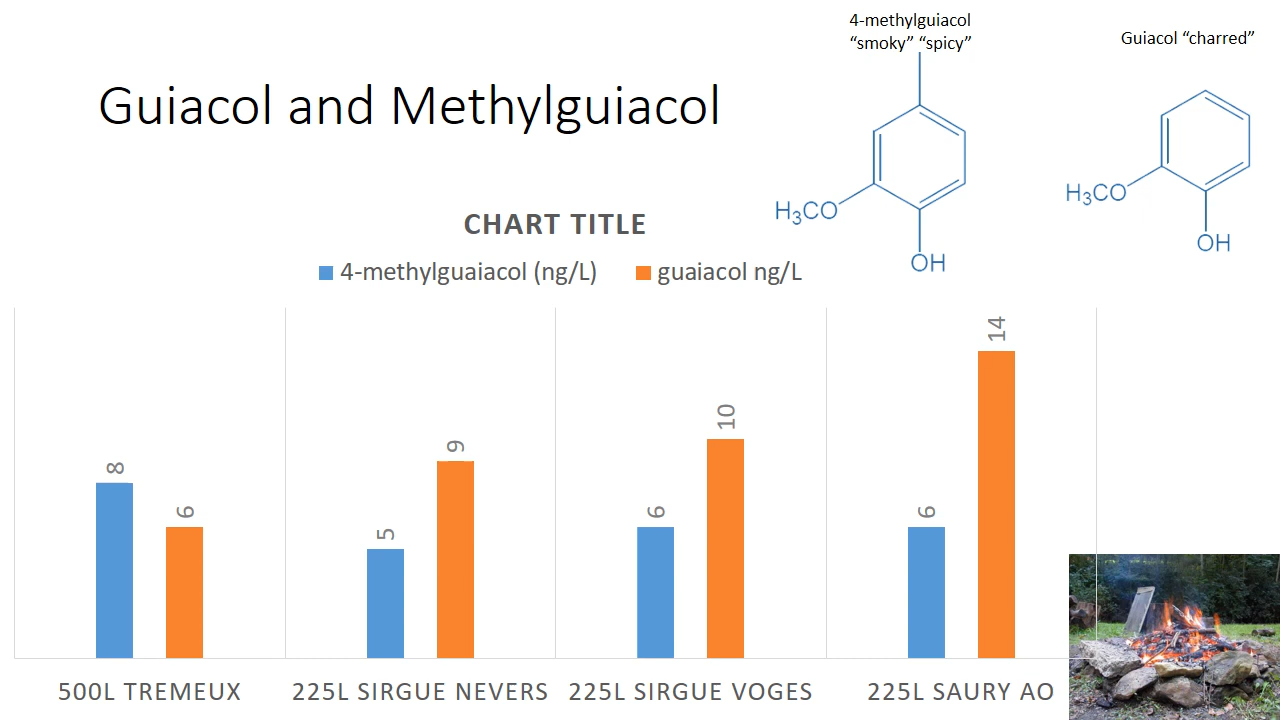 4-methylguiacol
“smoky” “spicy”
Guiacol “charred”
Guiacol and Methylguiacol
H3CO
OH
H3CO
OH
CHART TITLE
4-methylguaiacol (ng/L)
guaiacol ng/L
8
6
5
9
6
10
6
14
500L TREMEUX
225L SIRGUE NEVERS
225L SIRGUE VOGES
225L SAURY AO